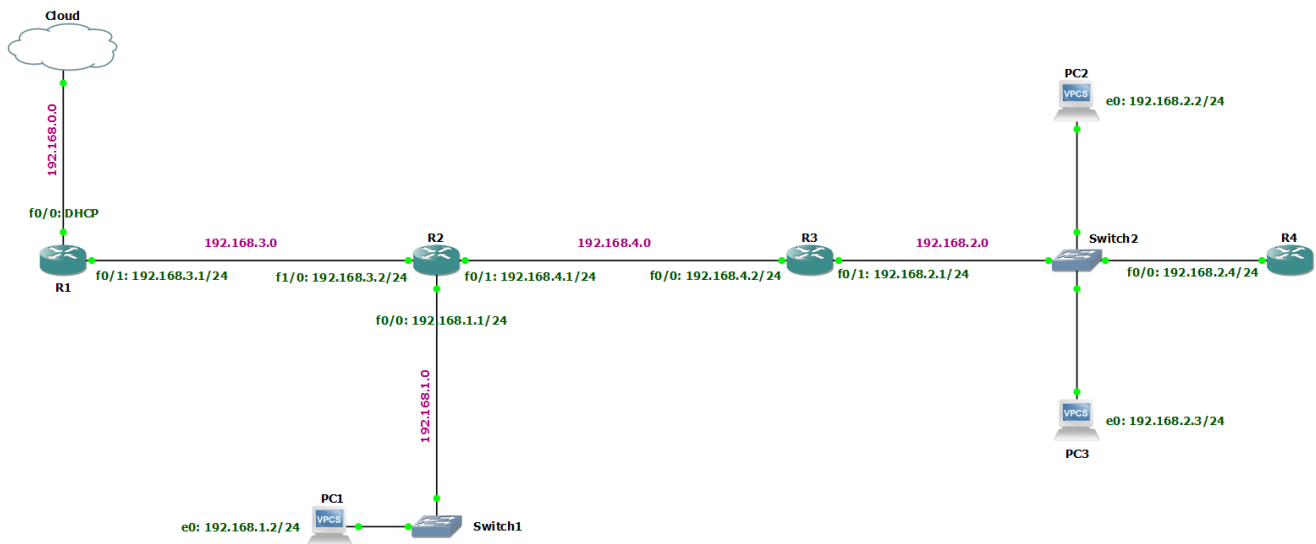 Cloud
192.168.0.0
f0/0: DHCP
R1
f0/1: 192.168.3.1/24
192.168.3.0
f1/0: 192.168.3.2/24
R2
f0/1: 192.168.4.1/24
f0/0: 192.168.1.1/24
192.168.4.0
f0/0: 192.168.4.2/24
R3
f0/1: 192.168.2.1/24
192.168.2.0
PC2
VPCS
e0: 192.168.2.2/24
Switch2
f0/0: 192.168.2.4/24
R4
VPCS
e0: 192.168.2.3/24
PC3
192.168.1.0
PC1
VPCS
e0: 192.168.1.2/24
Switch1